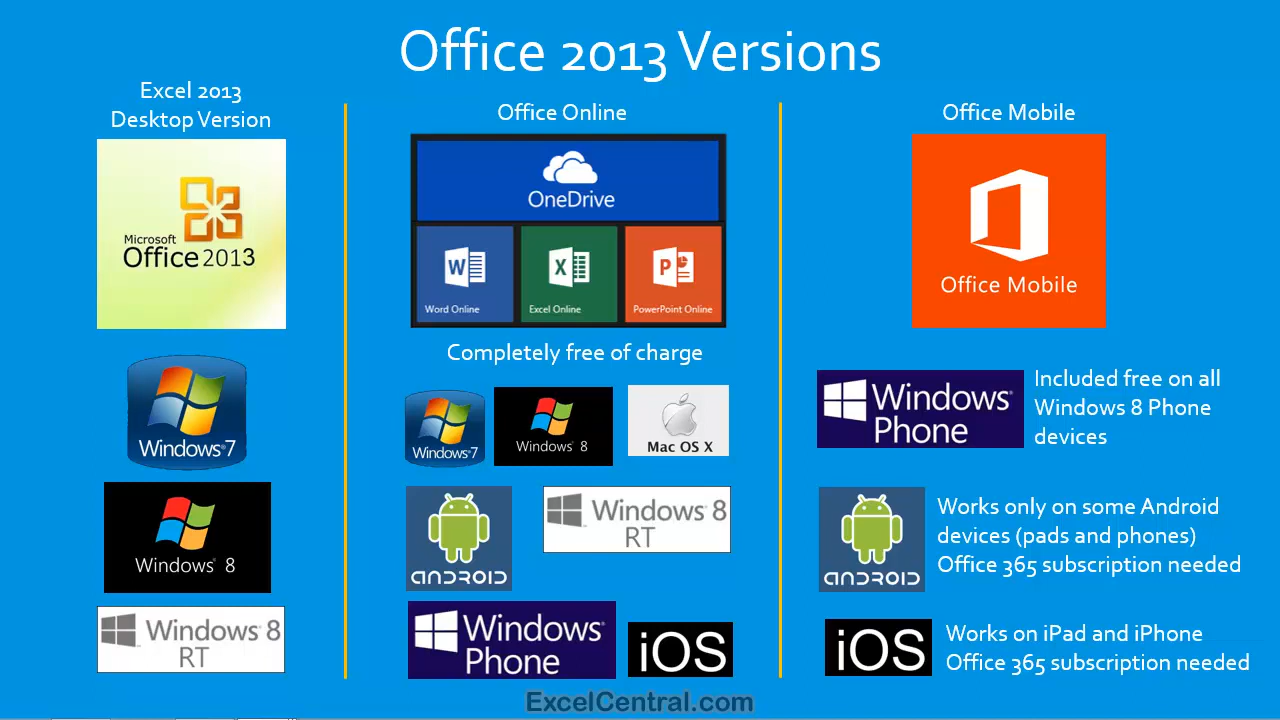 Office 2013 Versions
Excel 2013
Desktop Version
Microsoft
Office 2013
Windows 7
Windows 8
Windows 8
RT
Office Online
OneDrive
Word Online
Excel Online
PowerPoint Online
Completely free of charge
Windows 7
Windows 8
Mac OS X
ANDROID
Windows 8
RT
Windows
Phone
iOS
Office Mobile
Office Mobile
Windows
Phone
Included free on all
Windows 8 Phone
devices
ANDROID
Works only on some Android
devices (pads and phones)
Office 365 subscription needed
iOS
Works on iPad and iPhone
Office 365 subscription needed
ExcelCentral.com